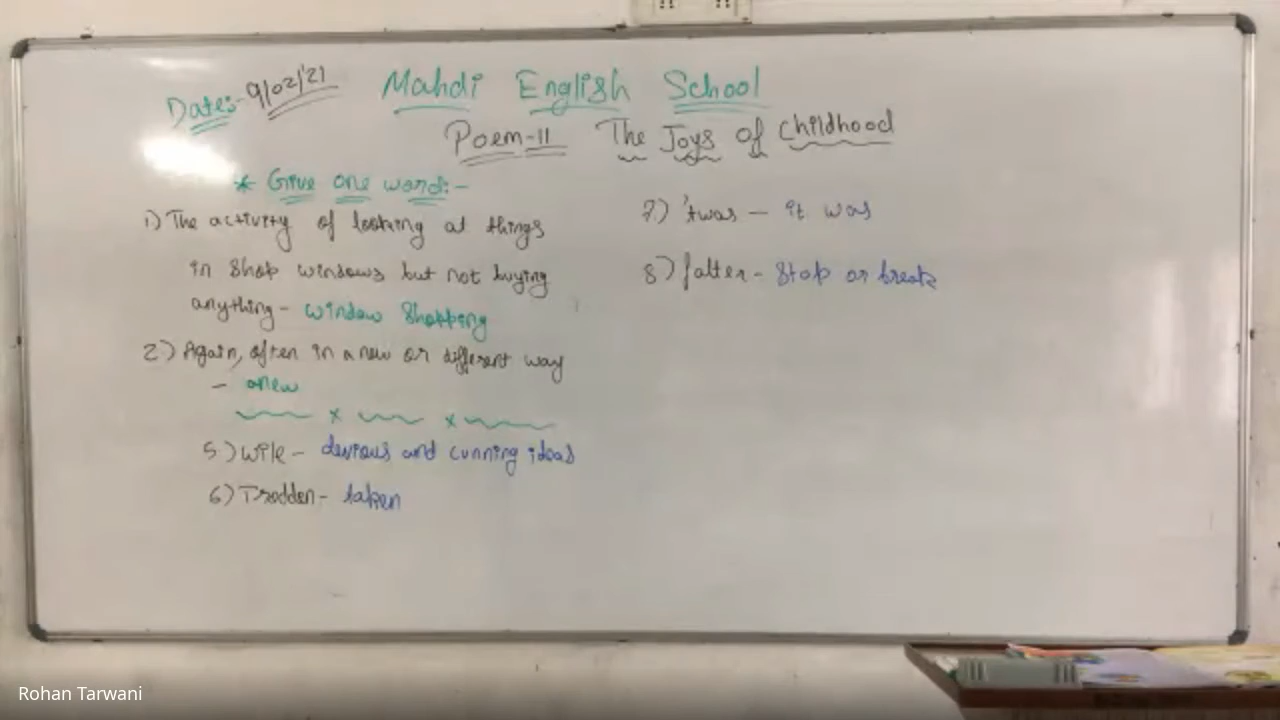 Date:- 9/02/'21
Mahdi English School
Poem-11 The Joys of Childhood
* Give one word:-
1) The activity of looking at things
in shop windows but not buying
anything - window shopping
2) Again, often in a new or different way
- anew
x x
5.) Wile - devious and cunning ideas
6) Trodden - taken
7) 'twas - it was
8) falter - stop or break
Rohan Tarwani